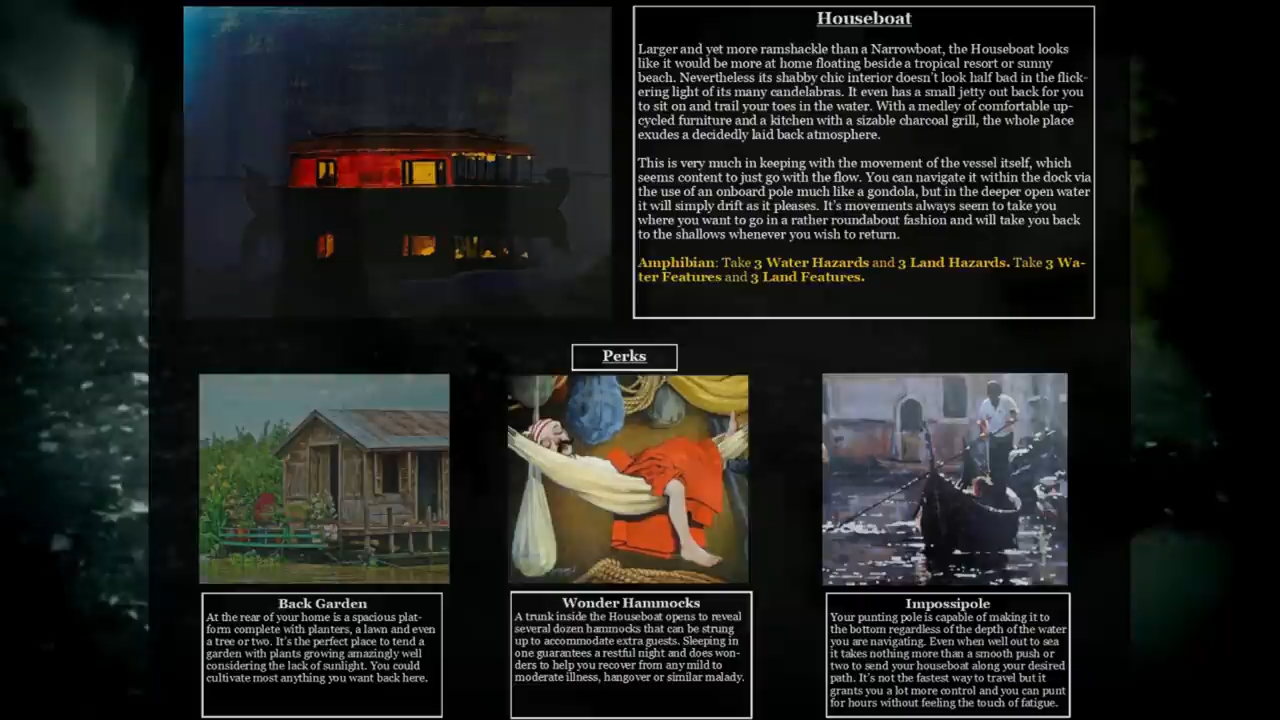 Houseboat
Larger and yet more ramshackle than a Narrowboat, the Houseboat looks
like it would be more at home floating beside a tropical resort or sunny
beach. Nevertheless its shabby chic interior doesn't look half bad in the flick-
ering light of its many candelabras. It even has a small jetty out back for you
to sit on and trail your toes in the water. With a medley of comfortable up-
cycled furniture and a kitchen with a sizable charcoal grill, the whole place
exudes a decidedly laid back atmosphere.
This is very much in keeping with the movement of the vessel itself, which
seems content to just go with the flow. You can navigate it within the dock via
the use of an onboard pole much like a gondola, but in the deeper open water
it will simply drift as it pleases. It's movements always seem to take you
where you want to go in a rather roundabout fashion and will take you back
to the shallows whenever you wish to return.
Amphibian: Take 3 Water Hazards and 3 Land Hazards. Take 3 Wa-
ter Features and 3 Land Features.
Perks
Back Garden
At the rear of your home is a spacious plat-
form complete with planters, a lawn and even
a tree or two. It's the perfect place to tend a
garden with plants growing amazingly well
considering the lack of sunlight. You could
cultivate most anything you want back here.
Wonder Hammocks
A trunk inside the Houseboat opens to reveal
several dozen hammocks that can be strung
up to accommodate extra guests. Sleeping in
one guarantees a restful night and does won-
ders to help you recover from any mild to
moderate illness, hangover or similar malady.
Impossipole
Your punting pole is capable of making it to
the bottom regardless of the depth of the water
you are navigating. Even when well out to sea
it takes nothing more than a smooth push or
two to send your houseboat along your desired
path. It's not the fastest way to travel but it
grants you a lot more control and you can punt
for hours without feeling the touch of fatigue.